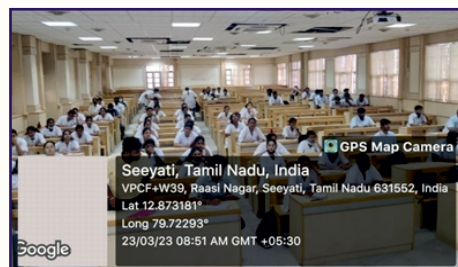 GPS Map Camera
Seeyati, Tamil Nadu, India
VPCF+W39, Raasi Nagar, Seeyati, Tamil Nadu 631552, India
Lat 12.873181°
Long 79.72293°
23/03/23 08:51 AM GMT +05:30
Google